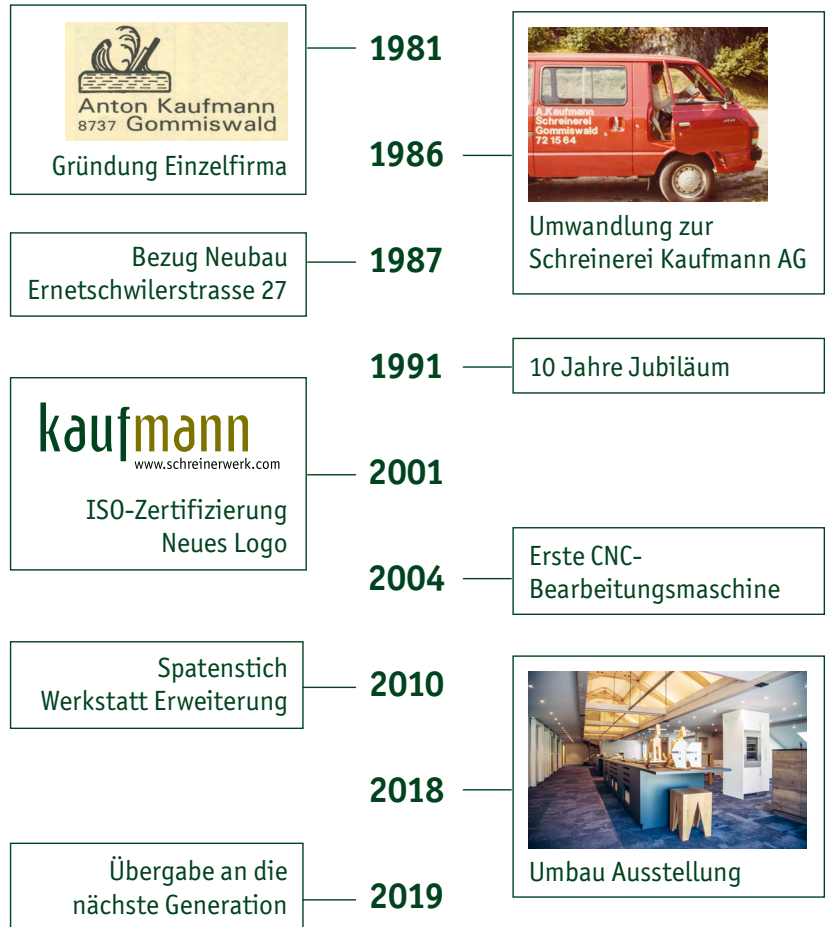 Anton Kaufmann
8737 Gommiswald
Gründung Einzelfirma
1981
1986
A.Kaufmann
Schreinerei
Gommiswald
72 15 64
Umwandlung zur
Schreinerei Kaufmann AG
Bezug Neubau
Ernetschwilerstrasse 27
1987
1991
10 Jahre Jubiläum
kaufmann
www.schreinerwerk.com
ISO-Zertifizierung
Neues Logo
2001
2004
Erste CNC-
Bearbeitungsmaschine
Spatenstich
Werkstatt Erweiterung
2010
2018
Umbau Ausstellung
Übergabe an die
nächste Generation
2019